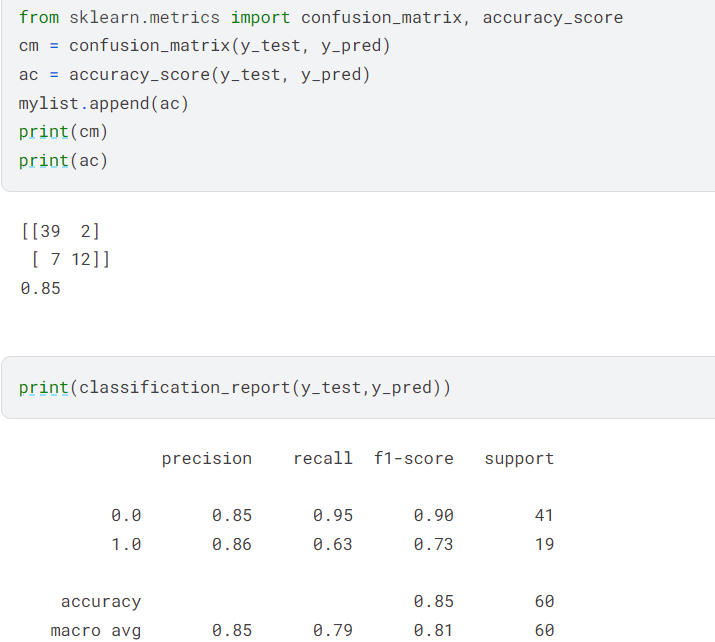 from sklearn.metrics import confusion_matrix, accuracy_score
cm = confusion_matrix(y_test, y_pred)
ac = accuracy_score(y_test, y_pred)
mylist.append(ac)
print(cm)
print(ac)
[[39  2]
 [ 7 12]]
0.85
print(classification_report(y_test,y_pred))
precision    recall  f1-score   support
0.0       0.85      0.95      0.90        41
1.0       0.86      0.63      0.73        19
accuracy                           0.85        60
macro avg       0.85      0.79      0.81        60